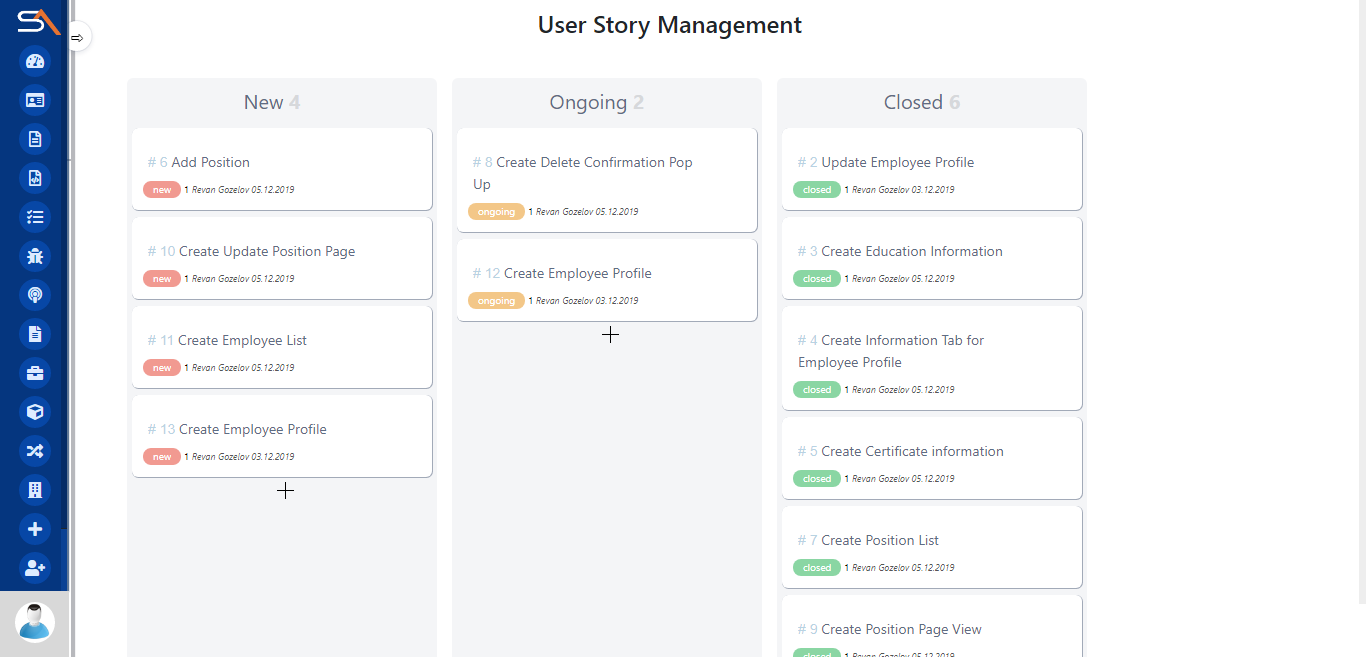 User Story Management
New 4
# 6 Add Position
new 1 Revan Gozelov 05.12.2019
# 10 Create Update Position Page
new 1 Revan Gozelov 05.12.2019
# 11 Create Employee List
new 1 Revan Gozelov 05.12.2019
# 13 Create Employee Profile
new 1 Revan Gozelov 03.12.2019
Ongoing 2
# 8 Create Delete Confirmation Pop
Up
ongoing 1 Revan Gozelov 05.12.2019
# 12 Create Employee Profile
ongoing 1 Revan Gozelov 03.12.2019
Closed 6
# 2 Update Employee Profile
closed 1 Revan Gozelov 03.12.2019
# 3 Create Education Information
closed 1 Revan Gozelov 05.12.2019
# 4 Create Information Tab for
Employee Profile
closed 1 Revan Gozelov 05.12.2019
# 5 Create Certificate information
closed 1 Revan Gozelov 05.12.2019
# 7 Create Position List
closed 1 Revan Gozelov 05.12.2019
# 9 Create Position Page View
closed 1 Revan Gozelov 05.12.2019